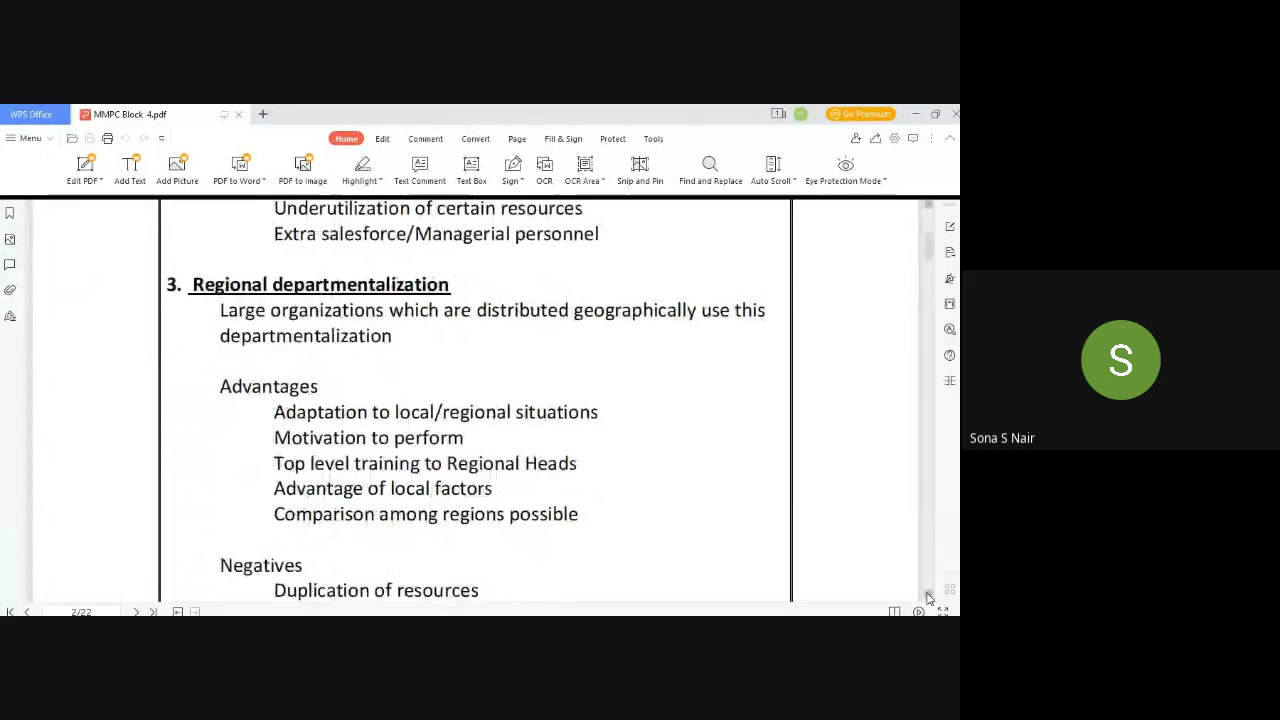 WPS Office
MMPC Block 4.pdf
Go Premium
Menu
Home Edit Comment Convert Page Fill & Sign Protect Tools
Edit PDF Add Text Add Picture PDF to Word PDF to Image Highlight Text Comment Text Box Sign OCR OCR Area Snip and Pin Find and Replace Auto Scroll Eye Protection Mode
Underutilization of certain resources
Extra salesforce/Managerial personnel
3. Regional departmentalization
Large organizations which are distributed geographically use this
departmentalization
Advantages
Adaptation to local/regional situations
Motivation to perform
Top level training to Regional Heads
Advantage of local factors
Comparison among regions possible
Negatives
Duplication of resources
2/22
S
Sona S Nair